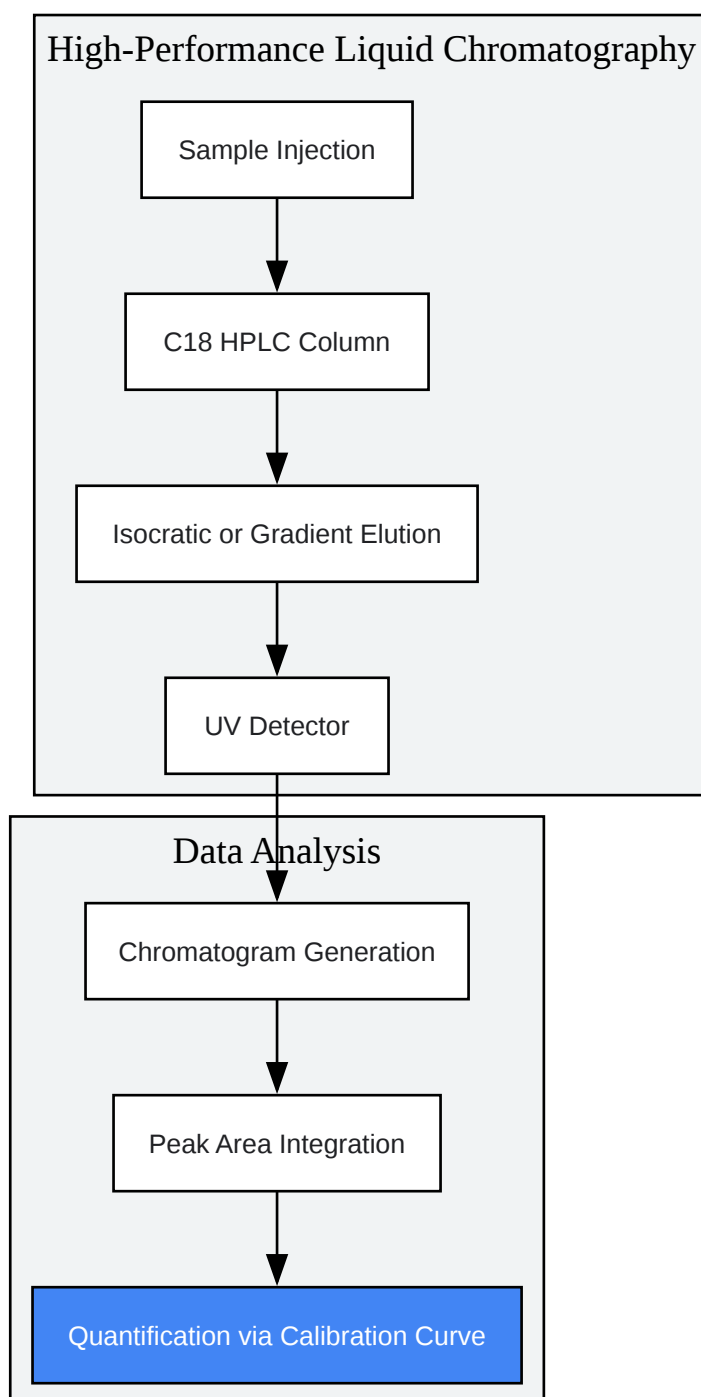 High-Performance Liquid Chromatography
Sample Injection
C18 HPLC Column
Isocratic or Gradient Elution
UV Detector
Data Analysis
Chromatogram Generation
Peak Area Integration
Quantification via Calibration Curve